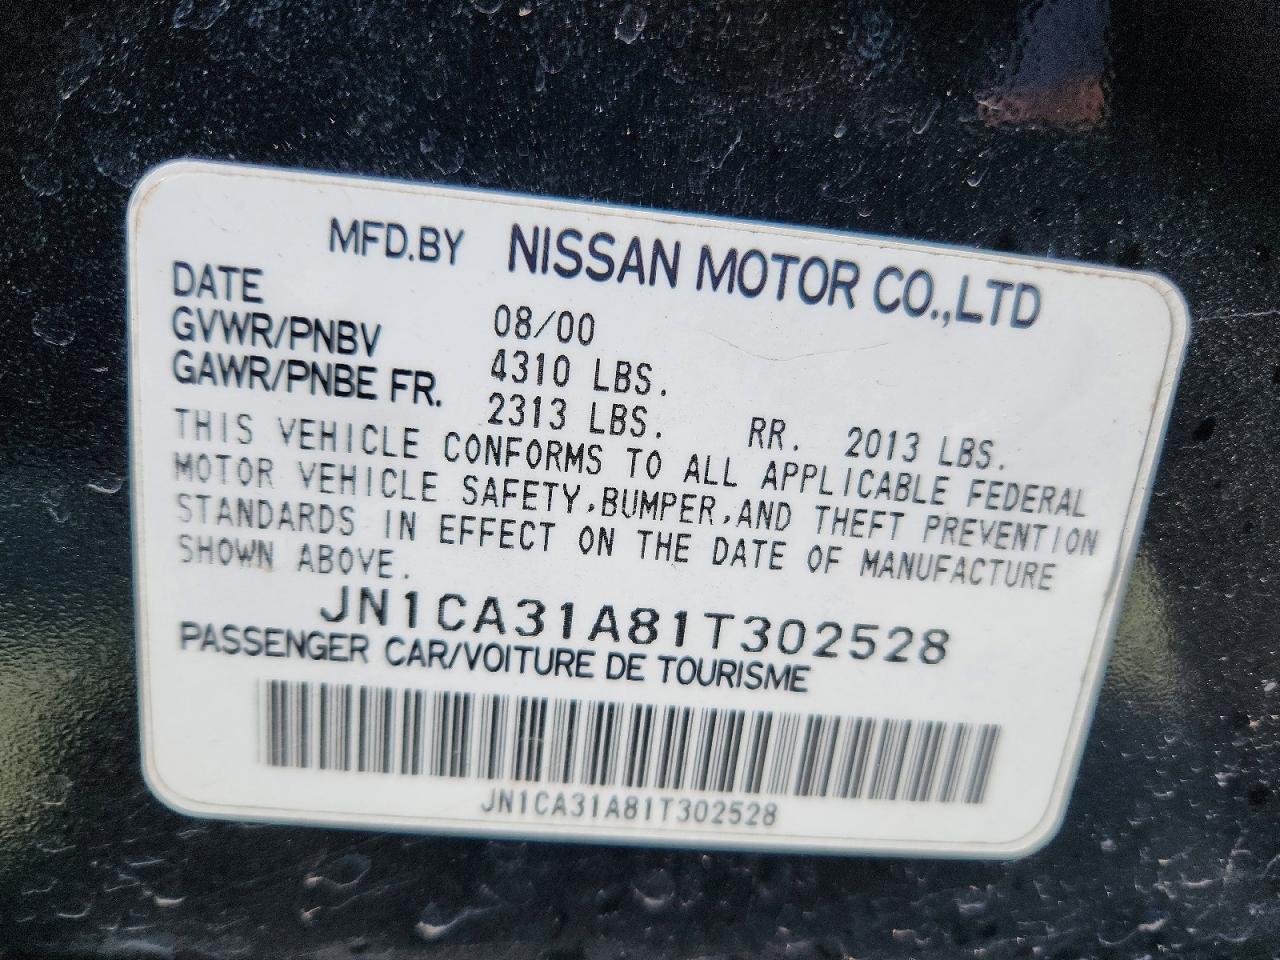 MFD.BY NISSAN MOTOR CO.,LTD
DATE 08/00
GVWR/PNBV 4310 LBS.
GAWR/PNBE FR. 2313 LBS. RR. 2013 LBS.
THIS VEHICLE CONFORMS TO ALL APPLICABLE FEDERAL
MOTOR VEHICLE SAFETY,BUMPER,AND THEFT PREVENTION
STANDARDS IN EFFECT ON THE DATE OF MANUFACTURE
SHOWN ABOVE.
JN1CA31A81T302528
PASSENGER CAR/VOITURE DE TOURISME
JN1CA31A81T302528